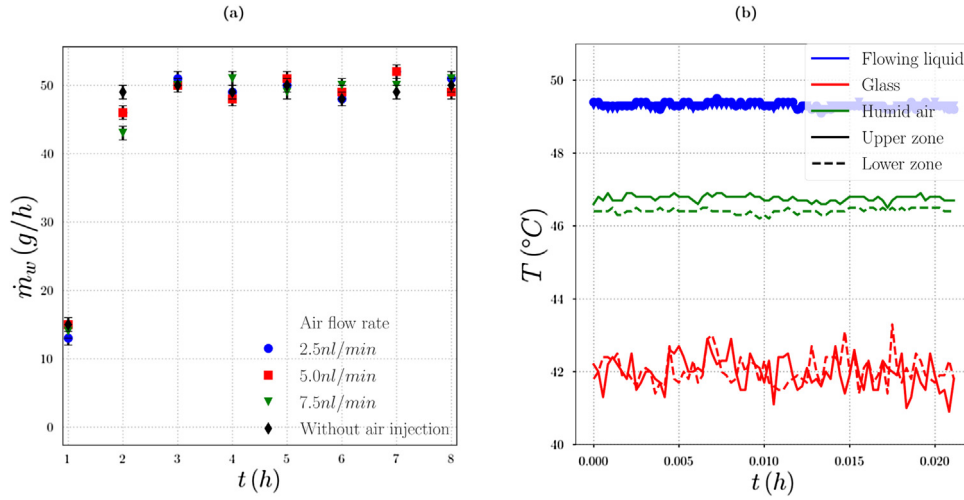 (a)
50
40
30
20
10
0
ṁ_w (g/h)
Air flow rate
2.5nl/min
5.0nl/min
7.5nl/min
Without air injection
1 2 3 4 5 6 7 8
t (h)
(b)
50
48
46
44
42
40
T (°C)
Flowing liquid
Glass
Humid air
Upper zone
Lower zone
0.000 0.005 0.010 0.015 0.020
t (h)